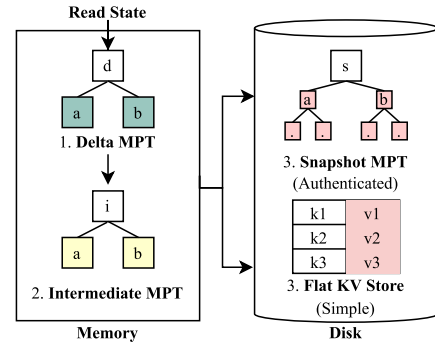 Read State
d
a b
1. Delta MPT
i
a b
2. Intermediate MPT
Memory
s
a b
. . . .
3. Snapshot MPT
(Authenticated)
k1 v1
k2 v2
k3 v3
3. Flat KV Store
(Simple)
Disk